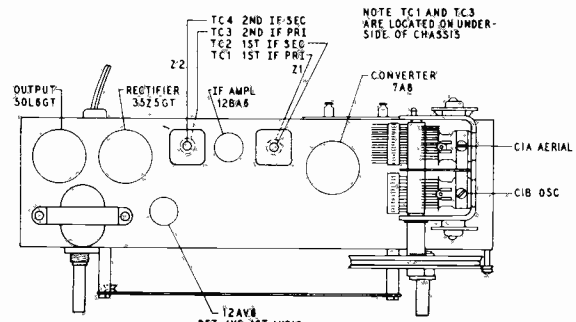 TC4 2ND IF SEC
TC3 2ND IF PRI
TC2 1ST IF SEC
TC1 1ST IF PRI
NOTE TC1 AND TC3
ARE LOCATED ON UNDER-
SIDE OF CHASSIS
Z2
Z1
OUTPUT
50L6GT
RECTIFIER
35Z5GT
IF AMPL
12BA6
CONVERTER
7A8
C1A AERIAL
C1B OSC
12AV6